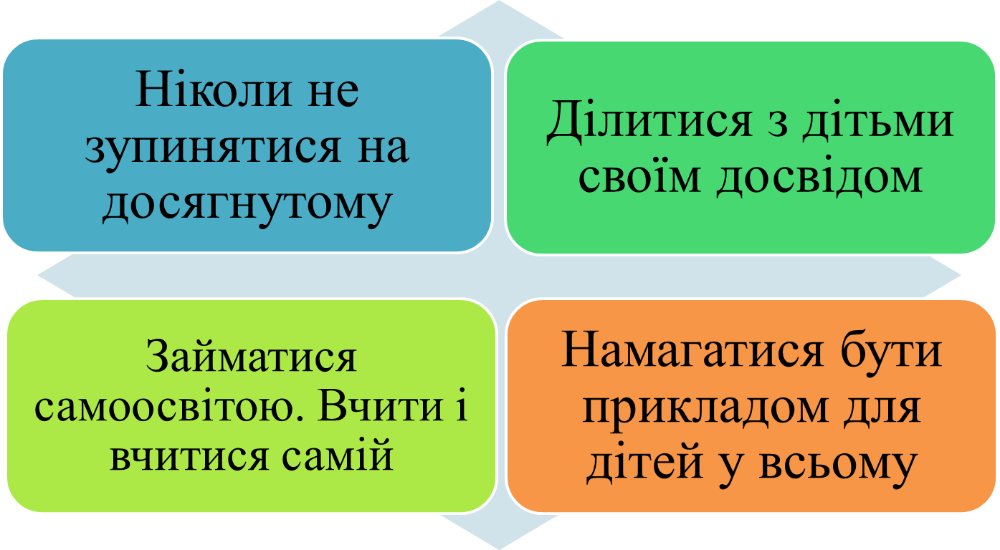 Ніколи не
зупинятися на
досягнутому
Ділитися з дітьми
своїм досвідом
Займатися
самоосвітою. Вчити і
вчитися самій
Намагатися бути
прикладом для
дітей у всьому